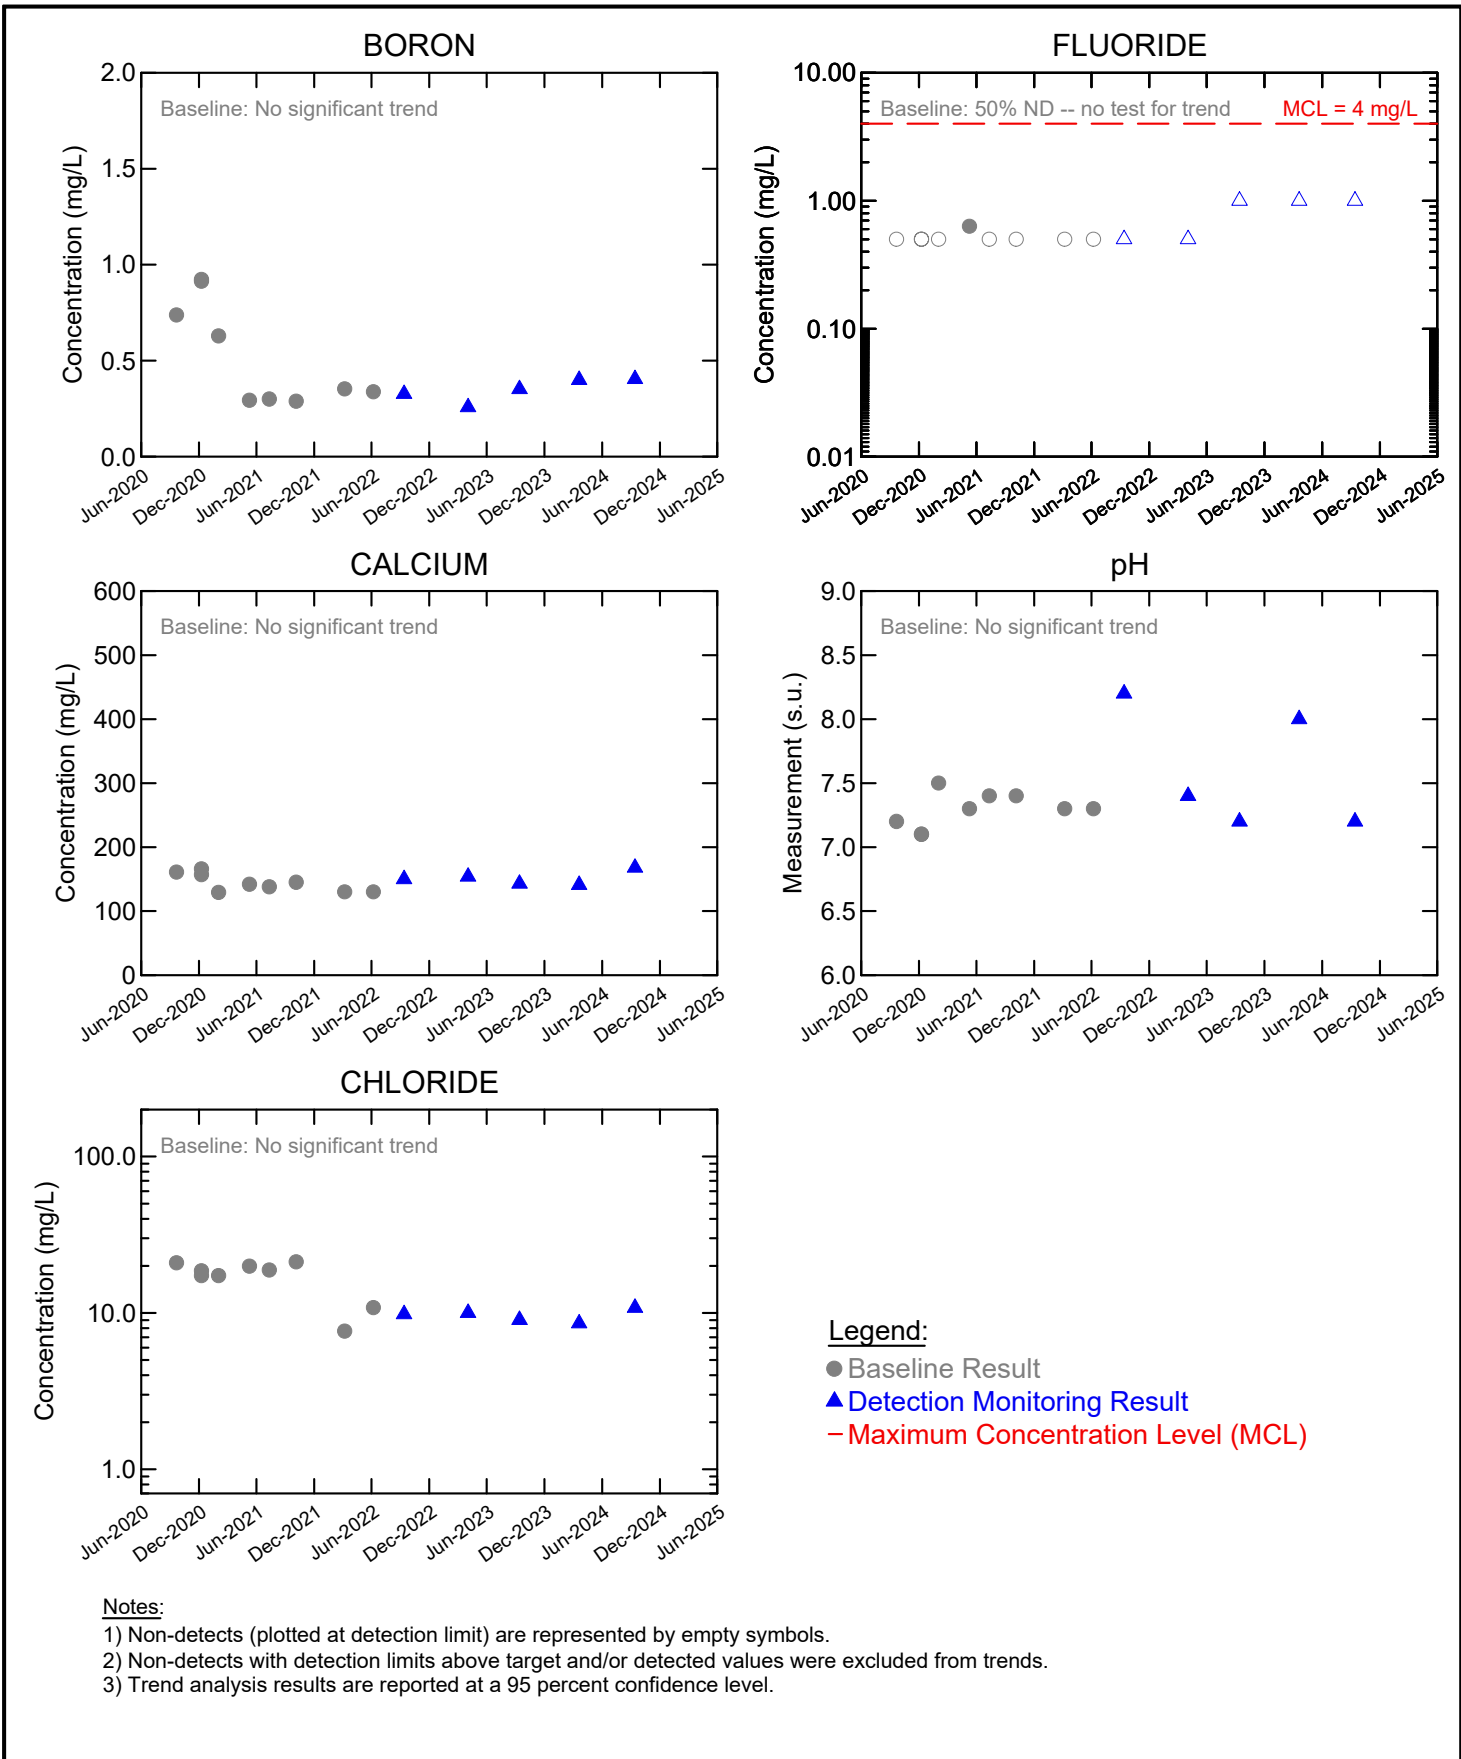 BORON
Baseline: No significant trend
Concentration (mg/L)
2.0
1.5
1.0
0.5
0.0
Jun-2020 Dec-2020 Jun-2021 Dec-2021 Jun-2022 Dec-2022 Jun-2023 Dec-2023 Jun-2024 Dec-2024 Jun-2025
FLUORIDE
Baseline: 50% ND -- no test for trend MCL = 4 mg/L
Concentration (mg/L)
10.00
1.00
0.10
0.01
Jun-2020 Dec-2020 Jun-2021 Dec-2021 Jun-2022 Dec-2022 Jun-2023 Dec-2023 Jun-2024 Dec-2024 Jun-2025
CALCIUM
Baseline: No significant trend
Concentration (mg/L)
600
500
400
300
200
100
0
Jun-2020 Dec-2020 Jun-2021 Dec-2021 Jun-2022 Dec-2022 Jun-2023 Dec-2023 Jun-2024 Dec-2024 Jun-2025
pH
Baseline: No significant trend
Measurement (s.u.)
9.0
8.5
8.0
7.5
7.0
6.5
6.0
Jun-2020 Dec-2020 Jun-2021 Dec-2021 Jun-2022 Dec-2022 Jun-2023 Dec-2023 Jun-2024 Dec-2024 Jun-2025
CHLORIDE
Baseline: No significant trend
Concentration (mg/L)
100.0
10.0
1.0
Jun-2020 Dec-2020 Jun-2021 Dec-2021 Jun-2022 Dec-2022 Jun-2023 Dec-2023 Jun-2024 Dec-2024 Jun-2025
Legend:
Baseline Result
Detection Monitoring Result
Maximum Concentration Level (MCL)
Notes:
1) Non-detects (plotted at detection limit) are represented by empty symbols.
2) Non-detects with detection limits above target and/or detected values were excluded from trends.
3) Trend analysis results are reported at a 95 percent confidence level.